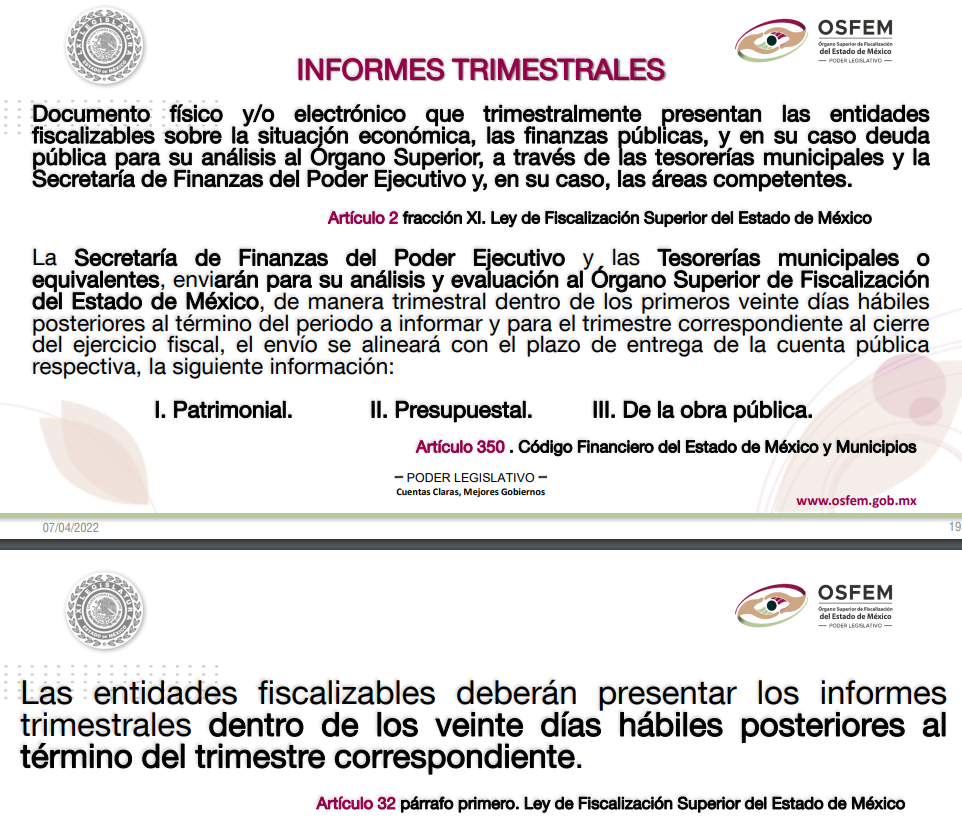 OSFEM
Órgano Superior de Fiscalización
del Estado de México
PODER LEGISLATIVO
INFORMES TRIMESTRALES
Documento físico y/o electrónico que trimestralmente presentan las entidades
fiscalizables sobre la situación económica, las finanzas públicas, y en su caso deuda
pública para su análisis al Órgano Superior, a través de las tesorerías municipales y la
Secretaría de Finanzas del Poder Ejecutivo y, en su caso, las áreas competentes.
Artículo 2 fracción XI. Ley de Fiscalización Superior del Estado de México
La Secretaría de Finanzas del Poder Ejecutivo y las Tesorerías municipales o
equivalentes, enviarán para su análisis y evaluación al Órgano Superior de Fiscalización
del Estado de México, de manera trimestral dentro de los primeros veinte días hábiles
posteriores al término del periodo a informar y para el trimestre correspondiente al cierre
del ejercicio fiscal, el envío se alineará con el plazo de entrega de la cuenta pública
respectiva, la siguiente información:
I. Patrimonial. II. Presupuestal. III. De la obra pública.
Artículo 350 . Código Financiero del Estado de México y Municipios
PODER LEGISLATIVO
Cuentas Claras, Mejores Gobiernos
www.osfem.gob.mx
07/04/2022 19
OSFEM
Órgano Superior de Fiscalización
del Estado de México
PODER LEGISLATIVO
Las entidades fiscalizables deberán presentar los informes
trimestrales dentro de los veinte días hábiles posteriores al
término del trimestre correspondiente.
Artículo 32 párrafo primero. Ley de Fiscalización Superior del Estado de México